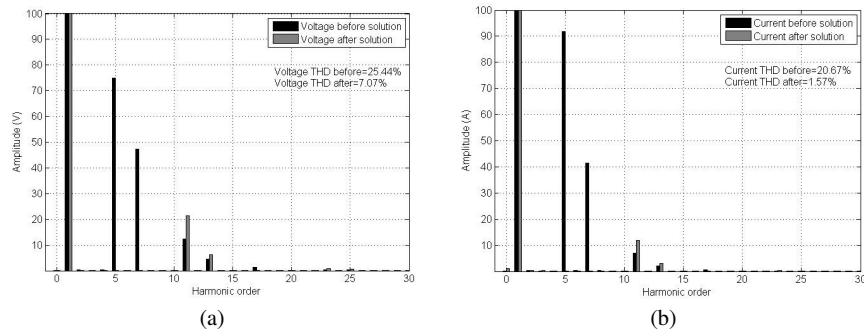 100
90
80
70
60
50
40
30
20
10
Amplitude (V)
Voltage before solution
Voltage after solution
Voltage THD before=25.44%
Voltage THD after=7.07%
0 5 10 15 20 25 30
Harmonic order
(a)
100
90
80
70
60
50
40
30
20
10
Amplitude (A)
Current before solution
Current after solution
Current THD before=20.67%
Current THD after=1.57%
0 5 10 15 20 25 30
Harmonic order
(b)